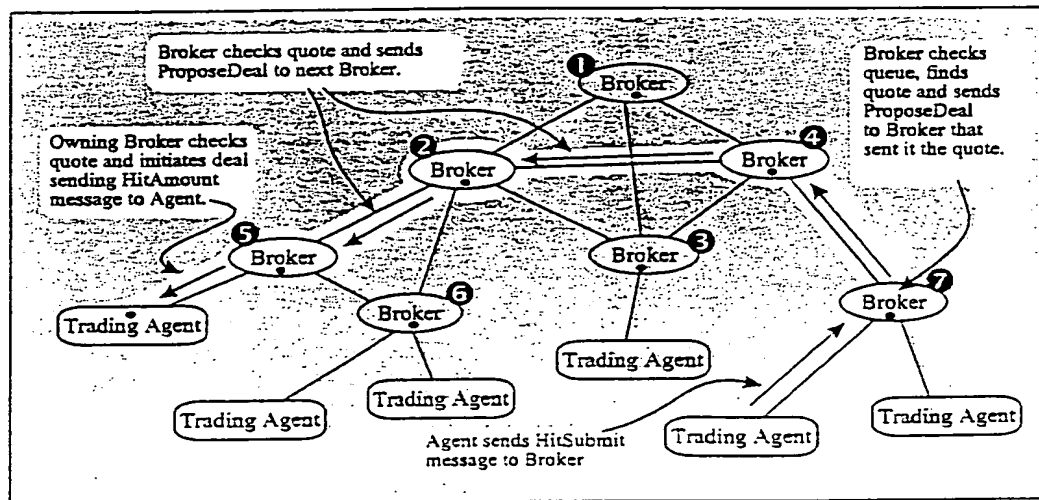 Broker checks quote and sends
ProposeDeal to next Broker.
Broker checks
queue, finds
quote and sends
ProposeDeal
to Broker that
sent it the quote.
Owning Broker checks
quote and initiates deal
sending HitAmount
message to Agent.
1
Broker
2
Broker
4
Broker
3
Broker
5
Broker
6
Broker
7
Broker
Trading Agent
Trading Agent
Trading Agent
Trading Agent
Trading Agent
Trading Agent
Agent sends HitSubmit
message to Broker